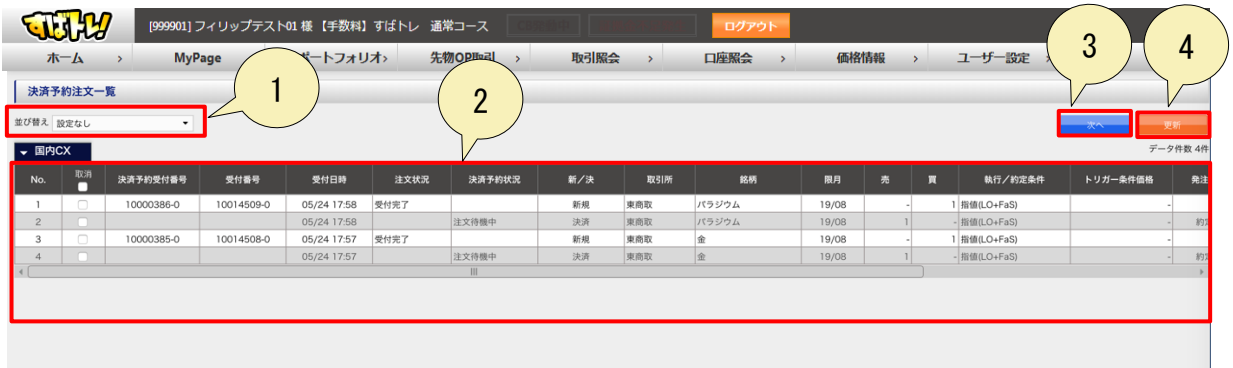 すばトレ!
[999901] フィリップテスト01 様 【手数料】すばトレ 通常コース
ログアウト
ホーム > MyPage ートフォリオ> 先物OP取引 > 取引照会 > 口座照会 > 価格情報 > ユーザー設定
1
2
3
4
決済予約注文一覧
並び替え 設定なし
次へ 更新
国内CX データ件数 4件
No. 取消 決済予約受付番号 受付番号 受付日時 注文状況 決済予約状況 新/決 取引所 銘柄 限月 売 買 執行/約定条件 トリガー条件価格 発注
1 10000386-0 10014509-0 05/24 17:58 受付完了 新規 東商取 パラジウム 19/08 - 1 指値(LO+FaS) -
2 05/24 17:58 注文待機中 決済 東商取 パラジウム 19/08 1 - 指値(LO+FaS) - 約定
3 10000385-0 10014508-0 05/24 17:57 受付完了 新規 東商取 金 19/08 - 1 指値(LO+FaS) -
4 05/24 17:57 注文待機中 決済 東商取 金 19/08 1 - 指値(LO+FaS) - 約定